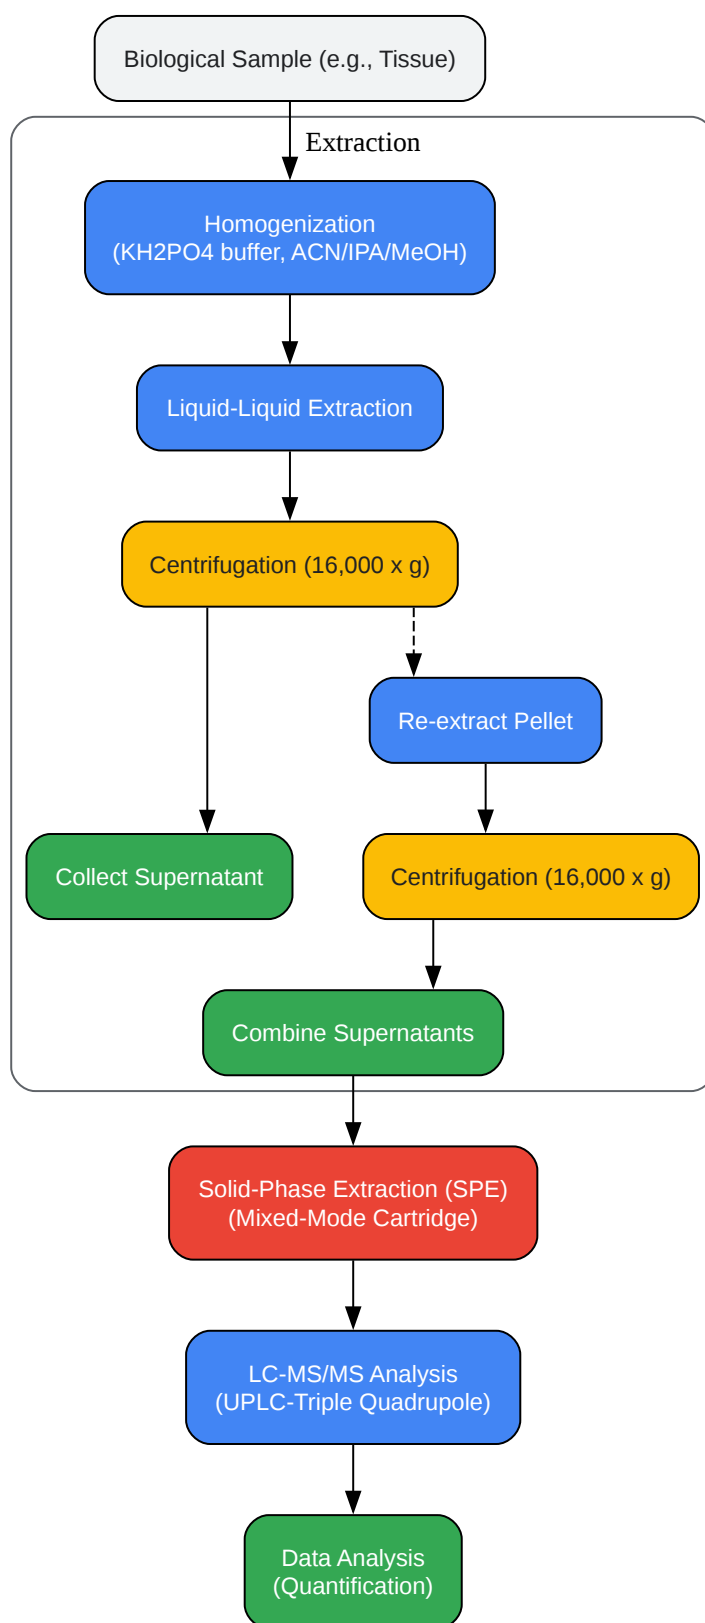 Biological Sample (e.g., Tissue)
Extraction
Homogenization
(KH2PO4 buffer, ACN/IPA/MeOH)
Liquid-Liquid Extraction
Centrifugation (16,000 x g)
Re-extract Pellet
Collect Supernatant
Centrifugation (16,000 x g)
Combine Supernatants
Solid-Phase Extraction (SPE)
(Mixed-Mode Cartridge)
LC-MS/MS Analysis
(UPLC-Triple Quadrupole)
Data Analysis
(Quantification)